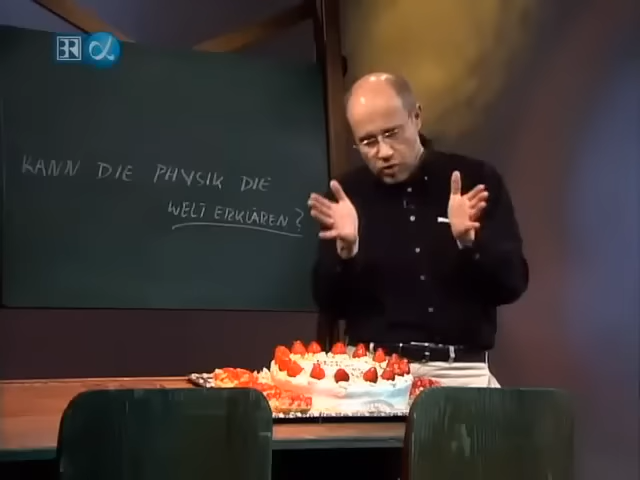 BR α
KANN DIE PHYSIK DIE
WELT ERKLÄREN?